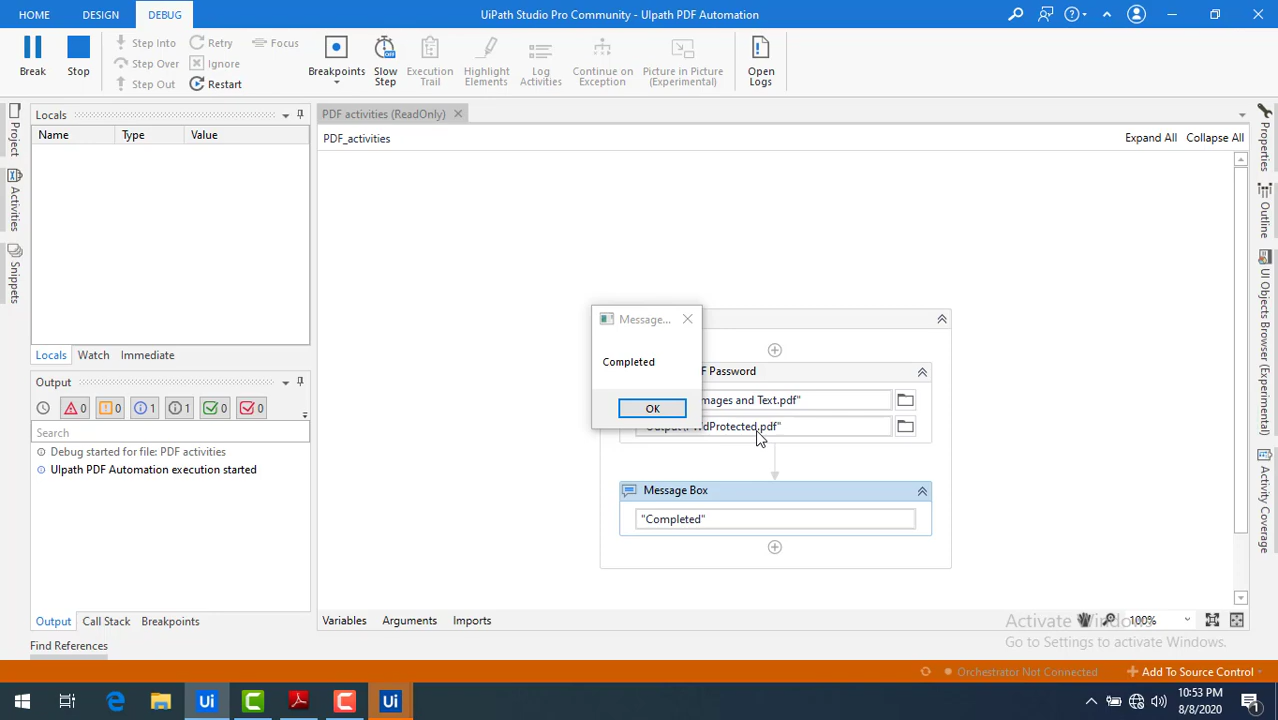 HOME DESIGN DEBUG UiPath Studio Pro Community - UIpath PDF Automation
Break
Stop
Step Into
Step Over
Step Out
Retry
Ignore
Restart
Focus
Breakpoints
Slow
Step
Execution
Trail
Highlight
Elements
Log
Activities
Continue on
Exception
Picture in Picture
(Experimental)
Open
Logs
Project
Activities
Snippets
Locals
Name Type Value
Locals Watch Immediate
Output
0 0 1 1 0 0
Search
Debug started for file: PDF activities
UIpath PDF Automation execution started
Output Call Stack Breakpoints
Find References
PDF activities (ReadOnly)
PDF_activities Expand All Collapse All
Message...
Completed
OK
F Password
mages and Text.pdf"
dProtected.pdf"
Message Box
"Completed"
Variables Arguments Imports 100%
Activate Windows
Go to Settings to activate Windows.
Properties
Outline
UI Objects (Experimental)
Activity Coverage
Orchestrator Not Connected Add To Source Control
Ui Ui
10:53 PM
8/8/2020
1